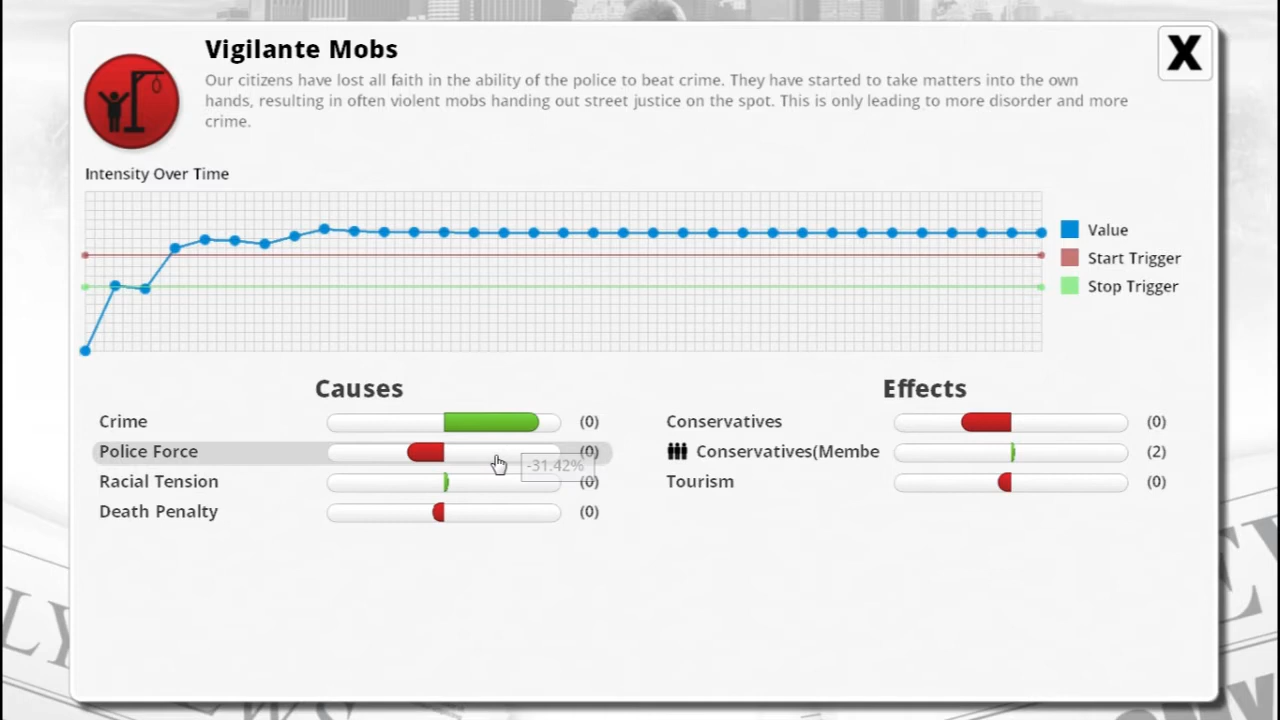 Vigilante Mobs
X
Our citizens have lost all faith in the ability of the police to beat crime. They have started to take matters into the own
hands, resulting in often violent mobs handing out street justice on the spot. This is only leading to more disorder and more
crime.
Intensity Over Time
Value
Start Trigger
Stop Trigger
Causes
Crime (0)
Police Force (0)
-31.42%
Racial Tension (0)
Death Penalty (0)
Effects
Conservatives (0)
Conservatives(Membe (2)
Tourism (0)